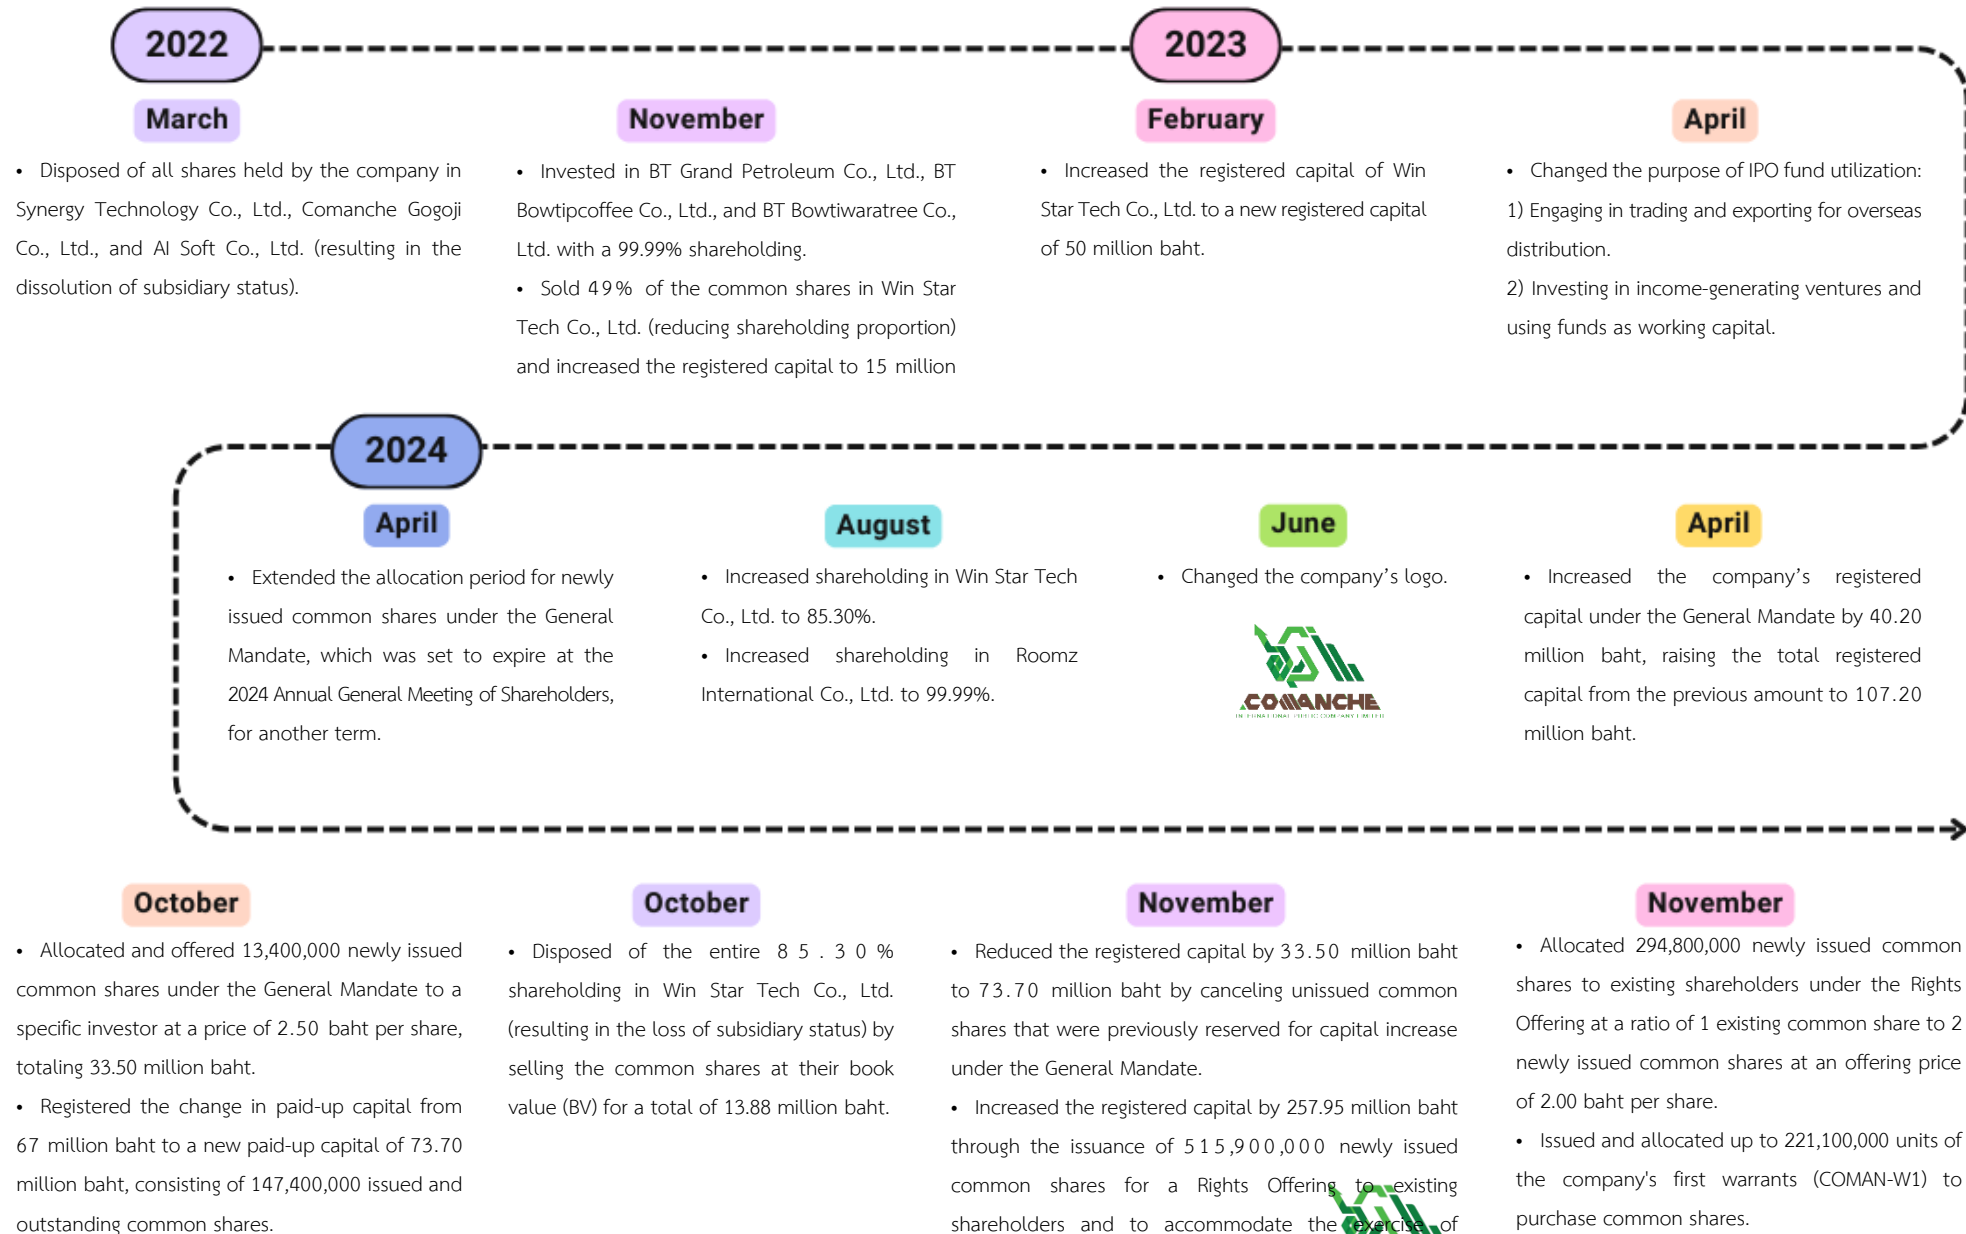 2022
2023
March
• Disposed of all shares held by the company in
Synergy Technology Co., Ltd., Comanche Gogoji
Co., Ltd., and AI Soft Co., Ltd. (resulting in the
dissolution of subsidiary status).
November
• Invested in BT Grand Petroleum Co., Ltd., BT
Bowtipcoffee Co., Ltd., and BT Bowtiwaratree Co.,
Ltd. with a 99.99% shareholding.
• Sold 49% of the common shares in Win Star
Tech Co., Ltd. (reducing shareholding proportion)
and increased the registered capital to 15 million
February
• Increased the registered capital of Win
Star Tech Co., Ltd. to a new registered capital
of 50 million baht.
April
• Changed the purpose of IPO fund utilization:
1) Engaging in trading and exporting for overseas
distribution.
2) Investing in income-generating ventures and
using funds as working capital.
2024
April
• Extended the allocation period for newly
issued common shares under the General
Mandate, which was set to expire at the
2024 Annual General Meeting of Shareholders,
for another term.
August
• Increased shareholding in Win Star Tech
Co., Ltd. to 85.30%.
• Increased shareholding in Roomz
International Co., Ltd. to 99.99%.
June
• Changed the company's logo.
COMANCHE
INTERNATIONAL PUBLIC COMPANY LIMITED
April
• Increased the company's registered
capital under the General Mandate by 40.20
million baht, raising the total registered
capital from the previous amount to 107.20
million baht.
October
• Allocated and offered 13,400,000 newly issued
common shares under the General Mandate to a
specific investor at a price of 2.50 baht per share,
totaling 33.50 million baht.
• Registered the change in paid-up capital from
67 million baht to a new paid-up capital of 73.70
million baht, consisting of 147,400,000 issued and
outstanding common shares.
October
• Disposed of the entire 85.30%
shareholding in Win Star Tech Co., Ltd.
(resulting in the loss of subsidiary status) by
selling the common shares at their book
value (BV) for a total of 13.88 million baht.
November
• Reduced the registered capital by 33.50 million baht
to 73.70 million baht by canceling unissued common
shares that were previously reserved for capital increase
under the General Mandate.
• Increased the registered capital by 257.95 million baht
through the issuance of 515,900,000 newly issued
common shares for a Rights Offering to existing
shareholders and to accommodate the exercise of
November
• Allocated 294,800,000 newly issued common
shares to existing shareholders under the Rights
Offering at a ratio of 1 existing common share to 2
newly issued common shares at an offering price
of 2.00 baht per share.
• Issued and allocated up to 221,100,000 units of
the company's first warrants (COMAN-W1) to
purchase common shares.